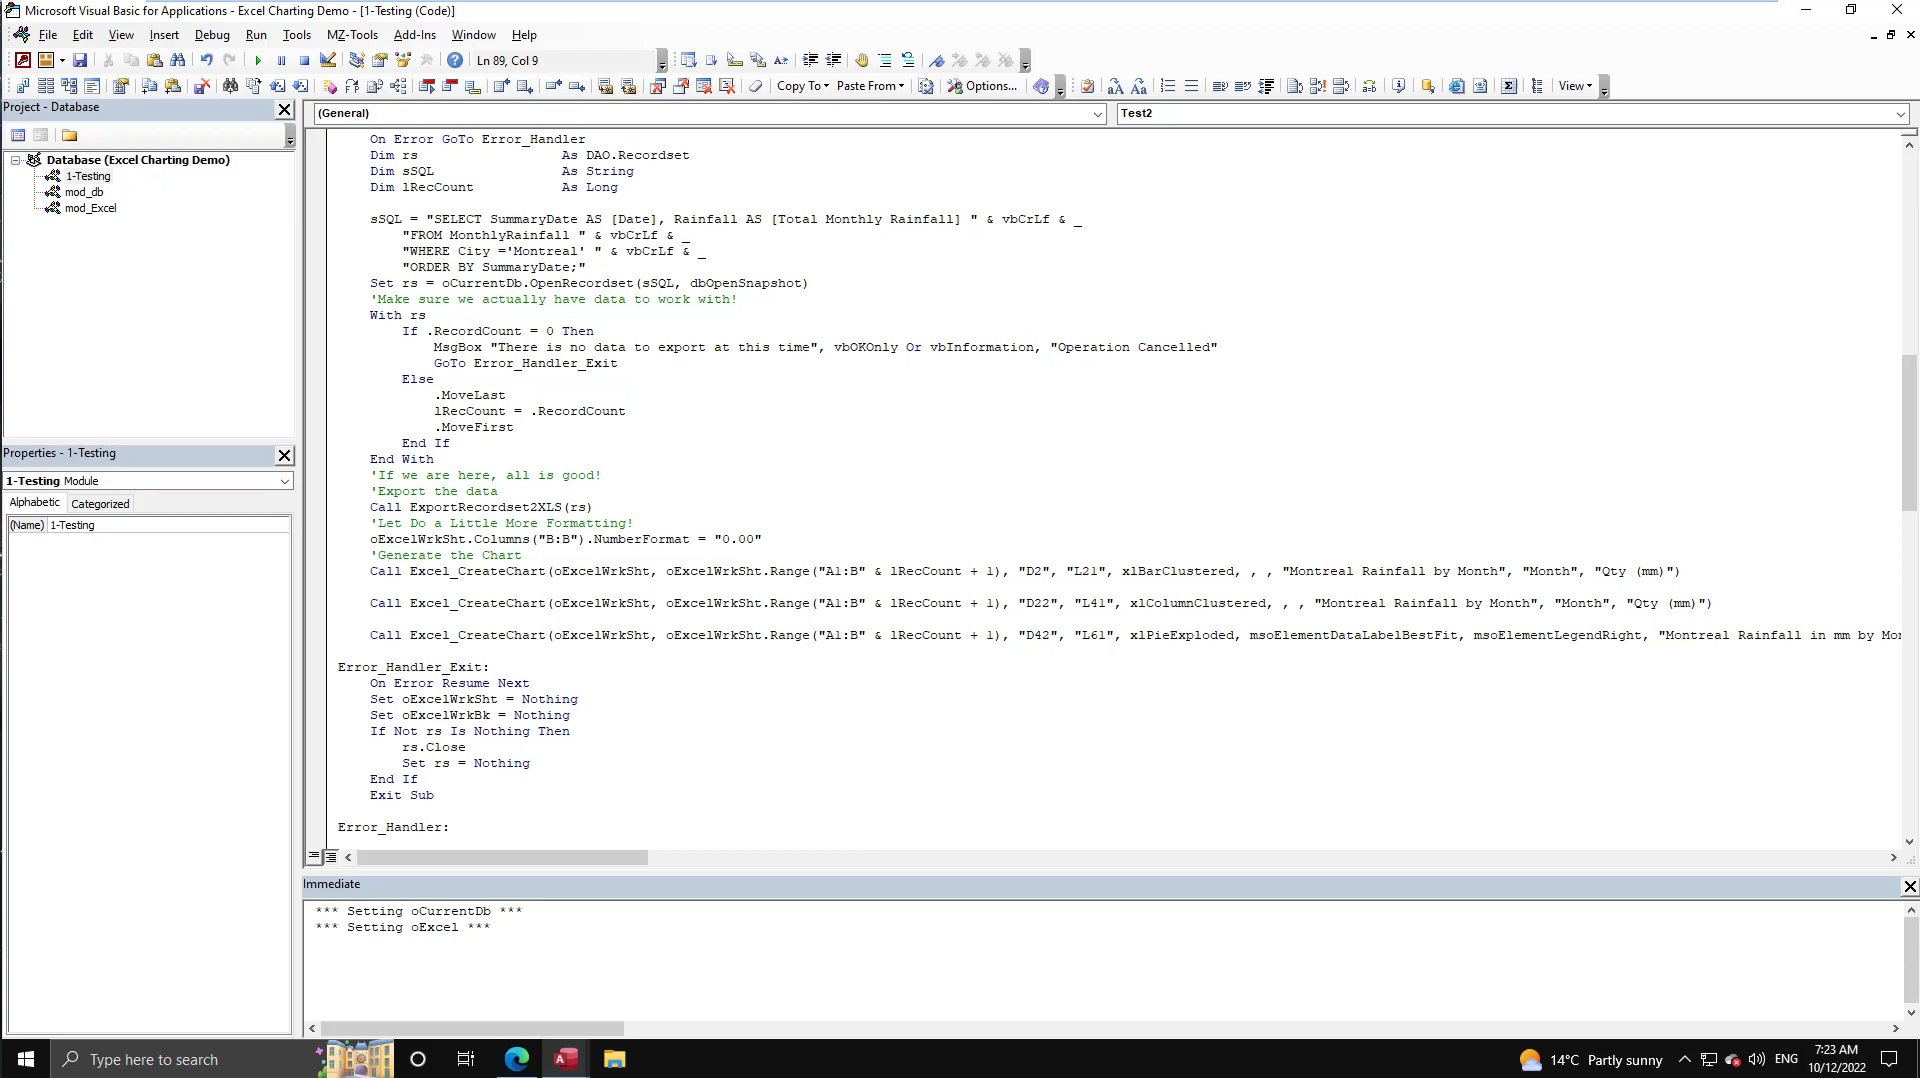 Microsoft Visual Basic for Applications - Excel Charting Demo - [1-Testing (Code)]
File Edit View Insert Debug Run Tools MZ-Tools Add-Ins Window Help
Ln 89, Col 9
Copy To Paste From Options... View
Project - Database
(General) Test2
Database (Excel Charting Demo)
1-Testing
mod_db
mod_Excel
Properties - 1-Testing
1-Testing Module
Alphabetic Categorized
(Name) 1-Testing
On Error GoTo Error_Handler
Dim rs As DAO.Recordset
Dim sSQL As String
Dim lRecCount As Long
sSQL = "SELECT SummaryDate AS [Date], Rainfall AS [Total Monthly Rainfall] " & vbCrLf & _
"FROM MonthlyRainfall " & vbCrLf & _
"WHERE City ='Montreal' " & vbCrLf & _
"ORDER BY SummaryDate;"
Set rs = oCurrentDb.OpenRecordset(sSQL, dbOpenSnapshot)
'Make sure we actually have data to work with!
With rs
If .RecordCount = 0 Then
MsgBox "There is no data to export at this time", vbOKOnly Or vbInformation, "Operation Cancelled"
GoTo Error_Handler_Exit
Else
.MoveLast
lRecCount = .RecordCount
.MoveFirst
End If
End With
'If we are here, all is good!
'Export the data
Call ExportRecordset2XLS(rs)
'Let Do a Little More Formatting!
oExcelWrkSht.Columns("B:B").NumberFormat = "0.00"
'Generate the Chart
Call Excel_CreateChart(oExcelWrkSht, oExcelWrkSht.Range("A1:B" & lRecCount + 1), "D2", "L21", xlBarClustered, , , "Montreal Rainfall by Month", "Month", "Qty (mm)")
Call Excel_CreateChart(oExcelWrkSht, oExcelWrkSht.Range("A1:B" & lRecCount + 1), "D22", "L41", xlColumnClustered, , , "Montreal Rainfall by Month", "Month", "Qty (mm)")
Call Excel_CreateChart(oExcelWrkSht, oExcelWrkSht.Range("A1:B" & lRecCount + 1), "D42", "L61", xlPieExploded, msoElementDataLabelBestFit, msoElementLegendRight, "Montreal Rainfall in mm by Mon
Error_Handler_Exit:
On Error Resume Next
Set oExcelWrkSht = Nothing
Set oExcelWrkBk = Nothing
If Not rs Is Nothing Then
rs.Close
Set rs = Nothing
End If
Exit Sub
Error_Handler:
Immediate
*** Setting oCurrentDb ***
*** Setting oExcel ***
Type here to search
14°C Partly sunny
ENG
7:23 AM
10/12/2022